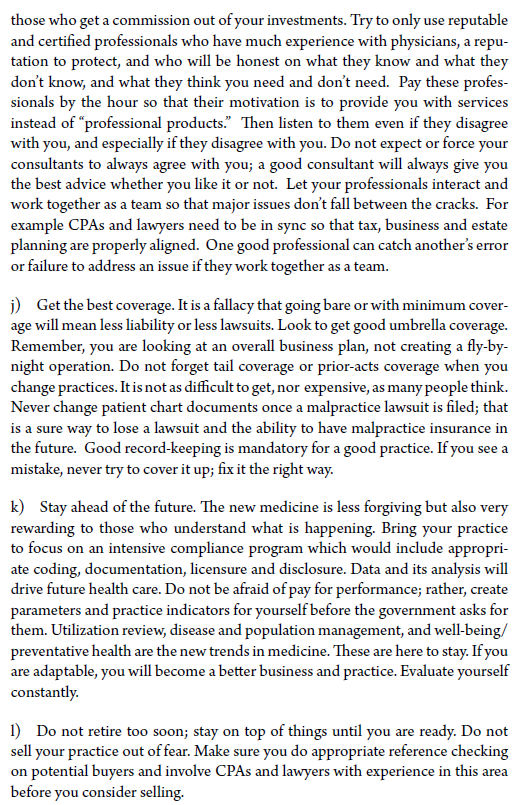 those who get a commission out of your investments. Try to only use reputable
and certified professionals who have much experience with physicians, a repu-
tation to protect, and who will be honest on what they know and what they
don’t know, and what they think you need and don’t need.  Pay these profes-
sionals by the hour so that their motivation is to provide you with services
instead of “professional products.”  Then listen to them even if they disagree
with you, and especially if they disagree with you. Do not expect or force your
consultants to always agree with you; a good consultant will always give you
the best advice whether you like it or not.  Let your professionals interact and
work together as a team so that major issues don’t fall between the cracks.  For
example CPAs and lawyers need to be in sync so that tax, business and estate
planning are properly aligned.  One good professional can catch another’s error
or failure to address an issue if they work together as a team.

j)   Get the best coverage. It is a fallacy that going bare or with minimum cover-
age will mean less liability or less lawsuits. Look to get good umbrella coverage.
Remember, you are looking at an overall business plan, not creating a fly-by-
night operation. Do not forget tail coverage or prior-acts coverage when you
change practices. It is not as difficult to get, nor  expensive, as many people think.
Never change patient chart documents once a malpractice lawsuit is filed; that
is a sure way to lose a lawsuit and the ability to have malpractice insurance in
the future.  Good record-keeping is mandatory for a good practice. If you see a
mistake, never try to cover it up; fix it the right way.

k)   Stay ahead of the future. The new medicine is less forgiving but also very
rewarding to those who understand what is happening. Bring your practice
to focus on an intensive compliance program which would include appropri-
ate coding, documentation, licensure and disclosure. Data and its analysis will
drive future health care. Do not be afraid of pay for performance; rather, create
parameters and practice indicators for yourself before the government asks for
them. Utilization review, disease and population management, and well-being/
preventative health are the new trends in medicine. These are here to stay. If you
are adaptable, you will become a better business and practice. Evaluate yourself
constantly.

l)   Do not retire too soon; stay on top of things until you are ready. Do not
sell your practice out of fear. Make sure you do appropriate reference checking
on potential buyers and involve CPAs and lawyers with experience in this area
before you consider selling.